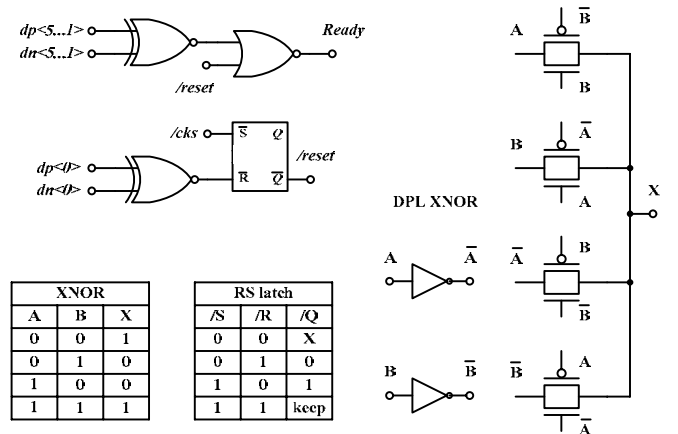 dp<5...1>
dn<5...1>
Ready
/reset
/cks
S̅ Q
R̅ Q̅
/reset
dp<0>
dn<0>
DPL XNOR
A A̅
B B̅
A B̅
B
B A̅
A
X
A̅ B
B̅
B̅ A
A̅
XNOR
A B X
0 0 1
0 1 0
1 0 0
1 1 1
RS latch
/S /R /Q
0 0 X
0 1 0
1 0 1
1 1 keep